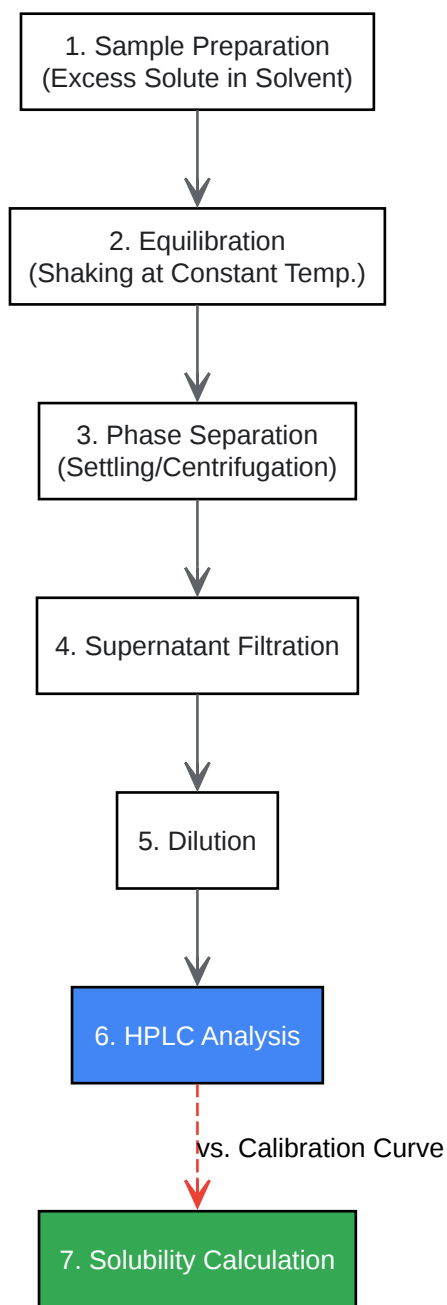 1. Sample Preparation
(Excess Solute in Solvent)
2. Equilibration
(Shaking at Constant Temp.)
3. Phase Separation
(Settling/Centrifugation)
4. Supernatant Filtration
5. Dilution
6. HPLC Analysis
vs. Calibration Curve
7. Solubility Calculation